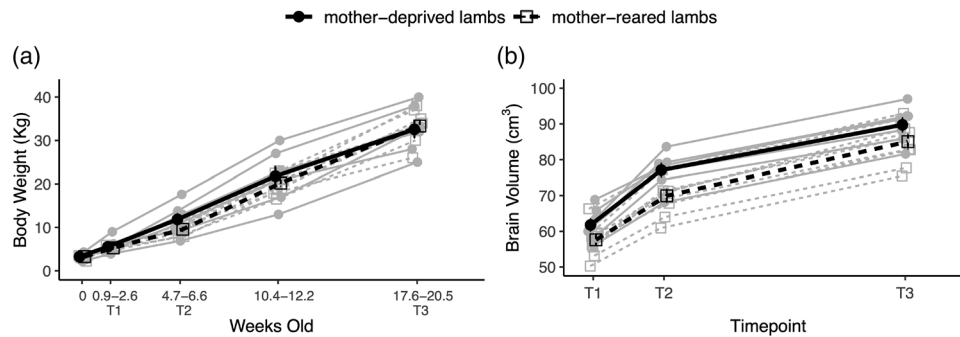 mother−deprived lambs mother−reared lambs
(a)
(b)
Body Weight (Kg)
40
30
20
10
0
0 0.9−2.6 4.7−6.6 10.4−12.2 17.6−20.5
T1 T2 T3
Weeks Old
Brain Volume (cm³)
100
90
80
70
60
50
T1 T2 T3
Timepoint